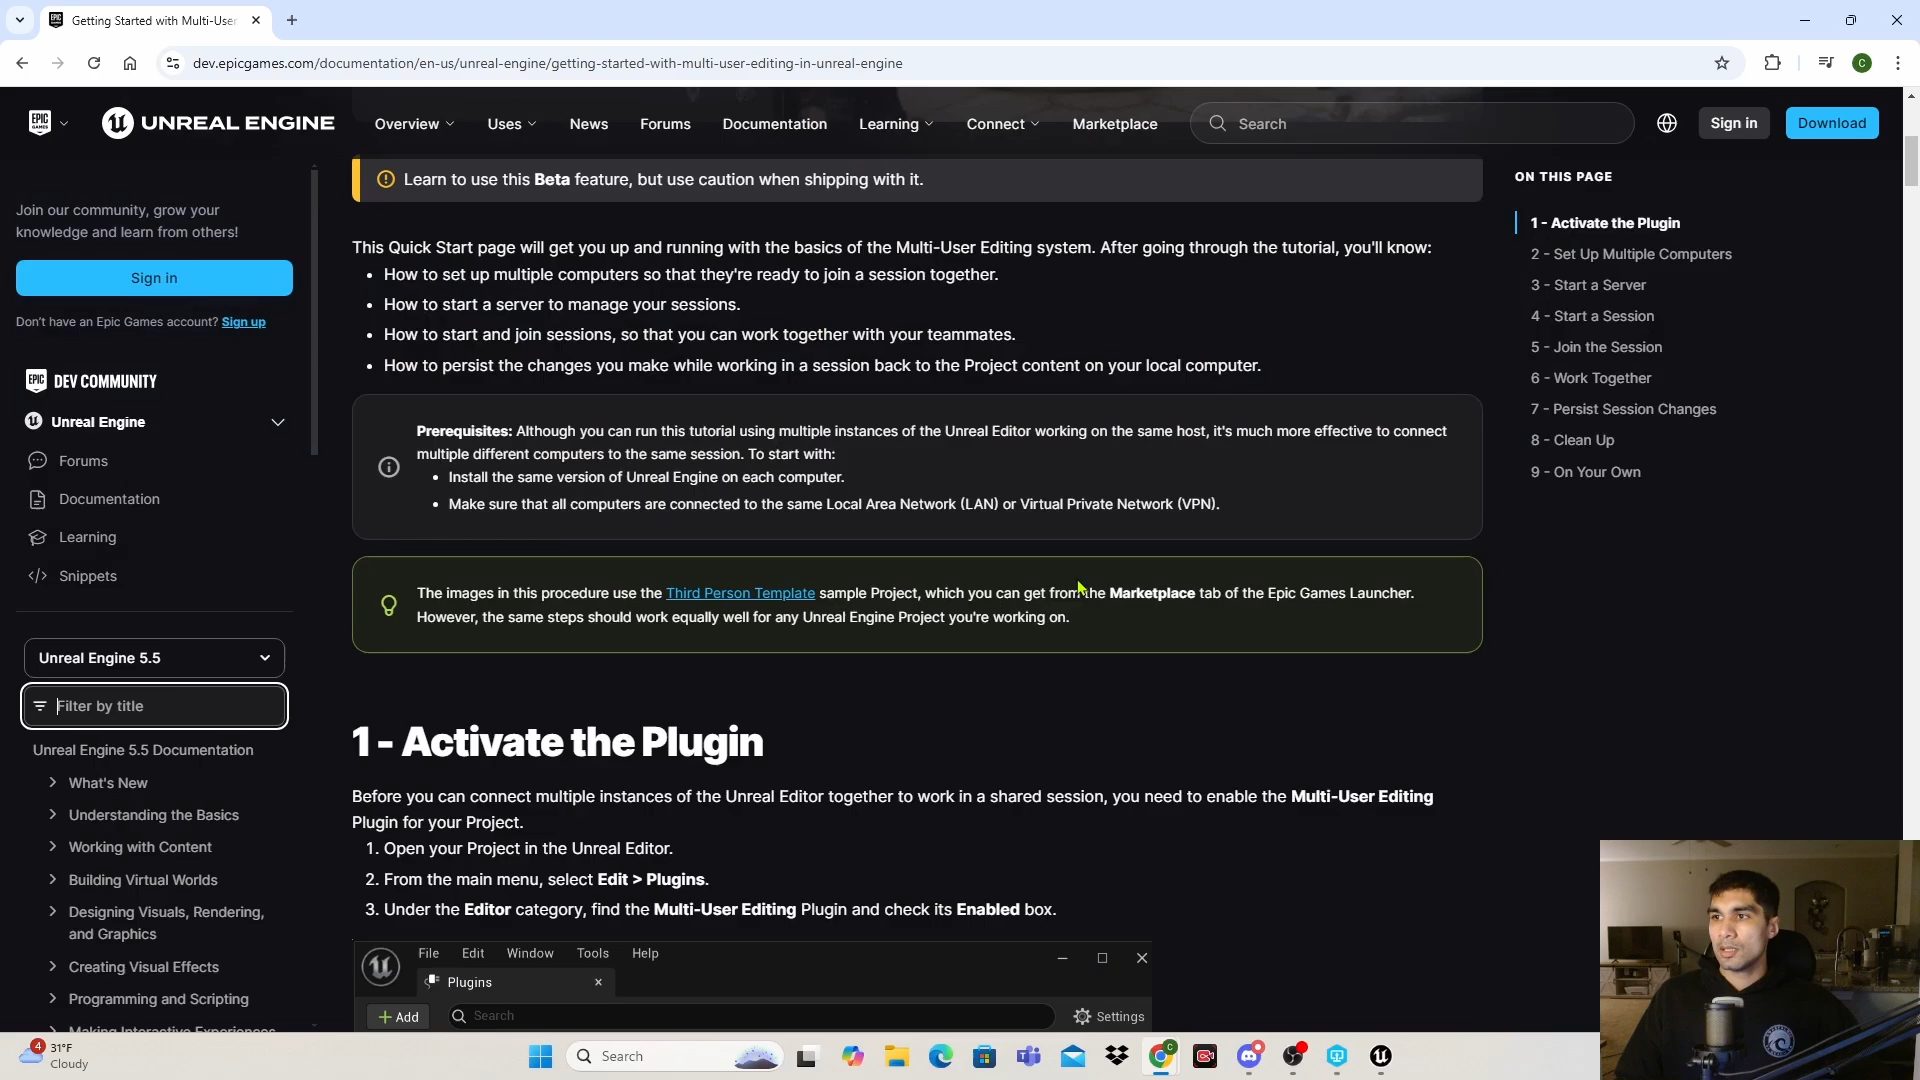 Getting Started with Multi-User
dev.epicgames.com/documentation/en-us/unreal-engine/getting-started-with-multi-user-editing-in-unreal-engine
C
EPIC GAMES
UNREAL ENGINE
Overview
Uses
News
Forums
Documentation
Learning
Connect
Marketplace
Search
Sign in
Download
Join our community, grow your
knowledge and learn from others!
Sign in
Don't have an Epic Games account? Sign up
EPIC DEV COMMUNITY
Unreal Engine
Forums
Documentation
Learning
Snippets
Unreal Engine 5.5
Filter by title
Unreal Engine 5.5 Documentation
What's New
Understanding the Basics
Working with Content
Building Virtual Worlds
Designing Visuals, Rendering,
and Graphics
Creating Visual Effects
Programming and Scripting
Making Interactive Experiences
Learn to use this Beta feature, but use caution when shipping with it.
This Quick Start page will get you up and running with the basics of the Multi-User Editing system. After going through the tutorial, you'll know:
• How to set up multiple computers so that they're ready to join a session together.
• How to start a server to manage your sessions.
• How to start and join sessions, so that you can work together with your teammates.
• How to persist the changes you make while working in a session back to the Project content on your local computer.
Prerequisites: Although you can run this tutorial using multiple instances of the Unreal Editor working on the same host, it's much more effective to connect
multiple different computers to the same session. To start with:
• Install the same version of Unreal Engine on each computer.
• Make sure that all computers are connected to the same Local Area Network (LAN) or Virtual Private Network (VPN).
The images in this procedure use the Third Person Template sample Project, which you can get from the Marketplace tab of the Epic Games Launcher.
However, the same steps should work equally well for any Unreal Engine Project you're working on.
1 - Activate the Plugin
Before you can connect multiple instances of the Unreal Editor together to work in a shared session, you need to enable the Multi-User Editing
Plugin for your Project.
1. Open your Project in the Unreal Editor.
2. From the main menu, select Edit > Plugins.
3. Under the Editor category, find the Multi-User Editing Plugin and check its Enabled box.
File Edit Window Tools Help
Plugins
+ Add
Search
Settings
ON THIS PAGE
1 - Activate the Plugin
2 - Set Up Multiple Computers
3 - Start a Server
4 - Start a Session
5 - Join the Session
6 - Work Together
7 - Persist Session Changes
8 - Clean Up
9 - On Your Own
4
31°F
Cloudy
Search
C